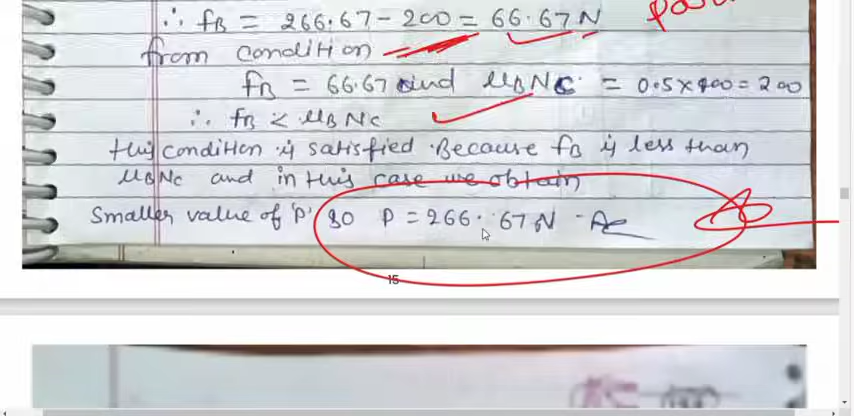 ∴ fB = 266.67 - 200 = 66.67 N
from condition
fB = 66.67 and μBNC = 0.5 x 400 = 200
∴ fB < μB NC
this condition is satisfied. Because fB is less than
μBNC and in this case we obtain
Smaller value of 'P' so P = 266.67 N
15